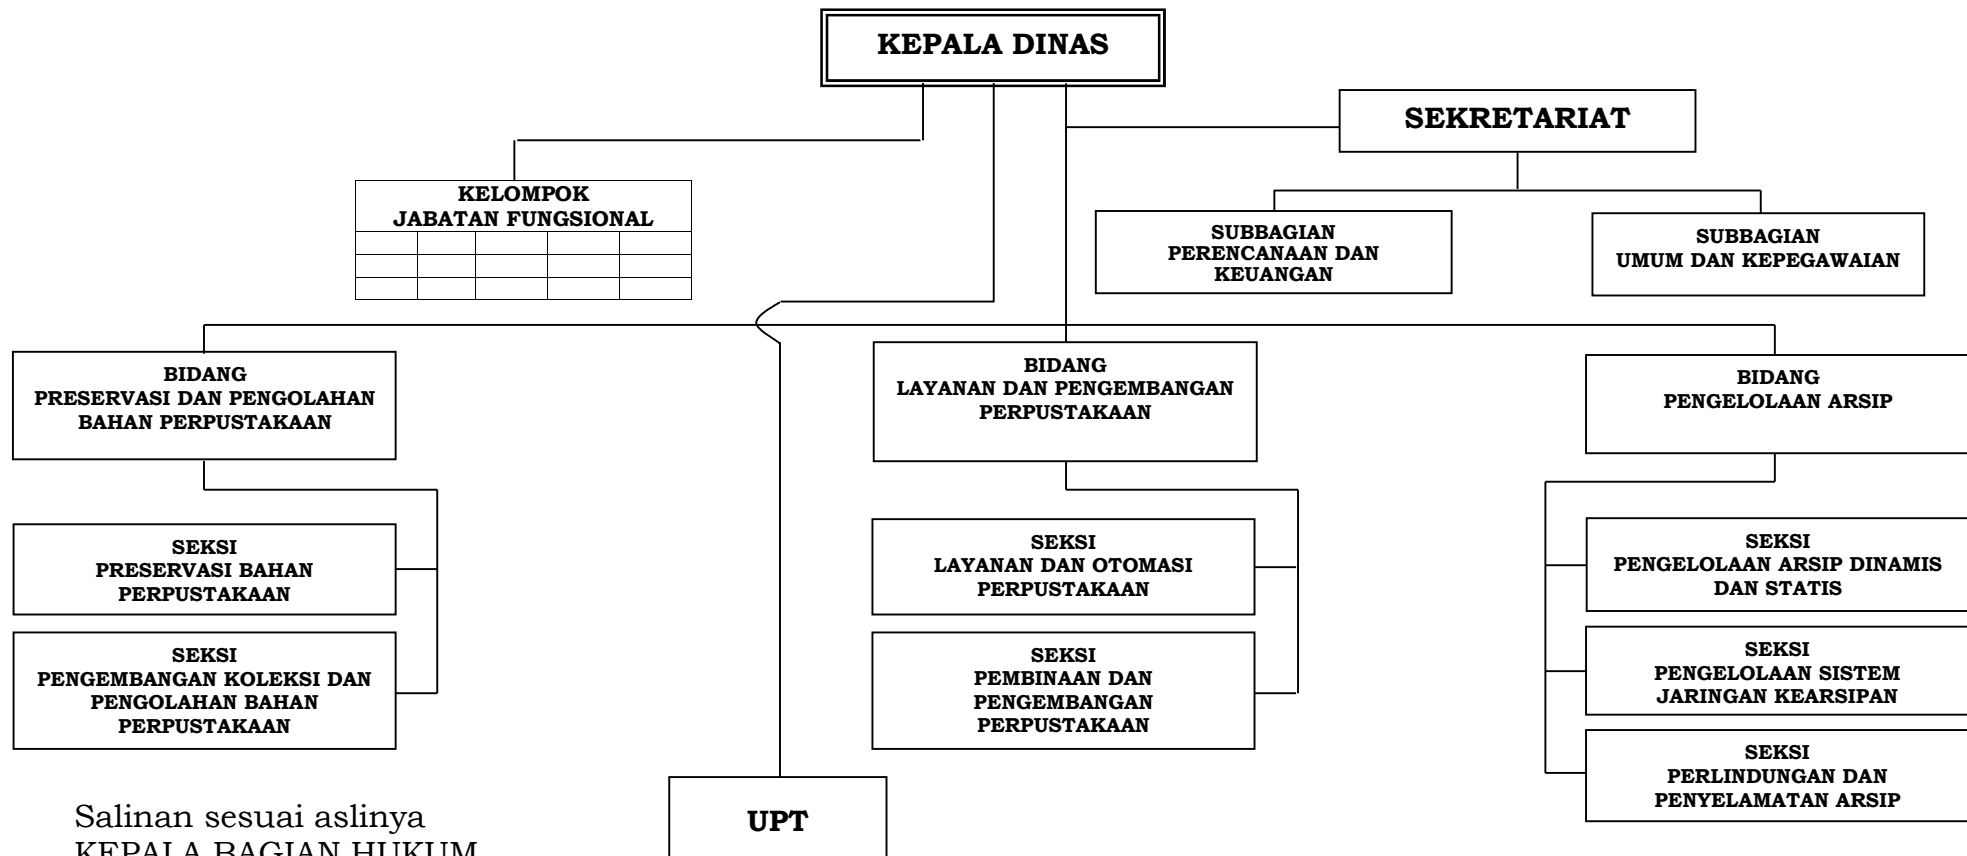 KEPALA DINAS
SEKRETARIAT
KELOMPOK
JABATAN FUNGSIONAL
SUBBAGIAN
PERENCANAAN DAN
KEUANGAN
SUBBAGIAN
UMUM DAN KEPEGAWAIAN
BIDANG
PRESERVASI DAN PENGOLAHAN
BAHAN PERPUSTAKAAN
BIDANG
LAYANAN DAN PENGEMBANGAN
PERPUSTAKAAN
BIDANG
PENGELOLAAN ARSIP
SEKSI
PRESERVASI BAHAN
PERPUSTAKAAN
SEKSI
PENGEMBANGAN KOLEKSI DAN
PENGOLAHAN BAHAN
PERPUSTAKAAN
SEKSI
LAYANAN DAN OTOMASI
PERPUSTAKAAN
SEKSI
PEMBINAAN DAN
PENGEMBANGAN
PERPUSTAKAAN
SEKSI
PENGELOLAAN ARSIP DINAMIS
DAN STATIS
SEKSI
PENGELOLAAN SISTEM
JARINGAN KEARSIPAN
SEKSI
PERLINDUNGAN DAN
PENYELAMATAN ARSIP
UPT
Salinan sesuai aslinya
KEPALA BAGIAN HUKUM